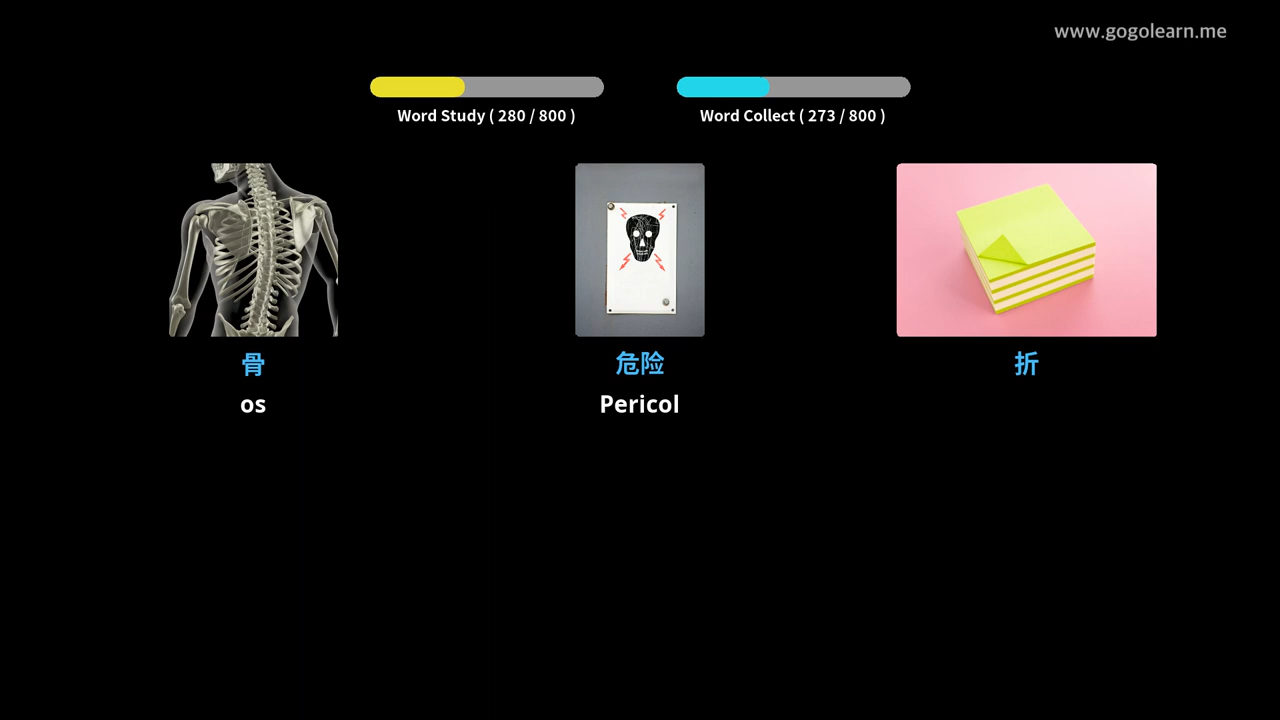 www.gogolearn.me
Word Study ( 280 / 800 )
Word Collect ( 273 / 800 )
骨
os
危险
Pericol
折